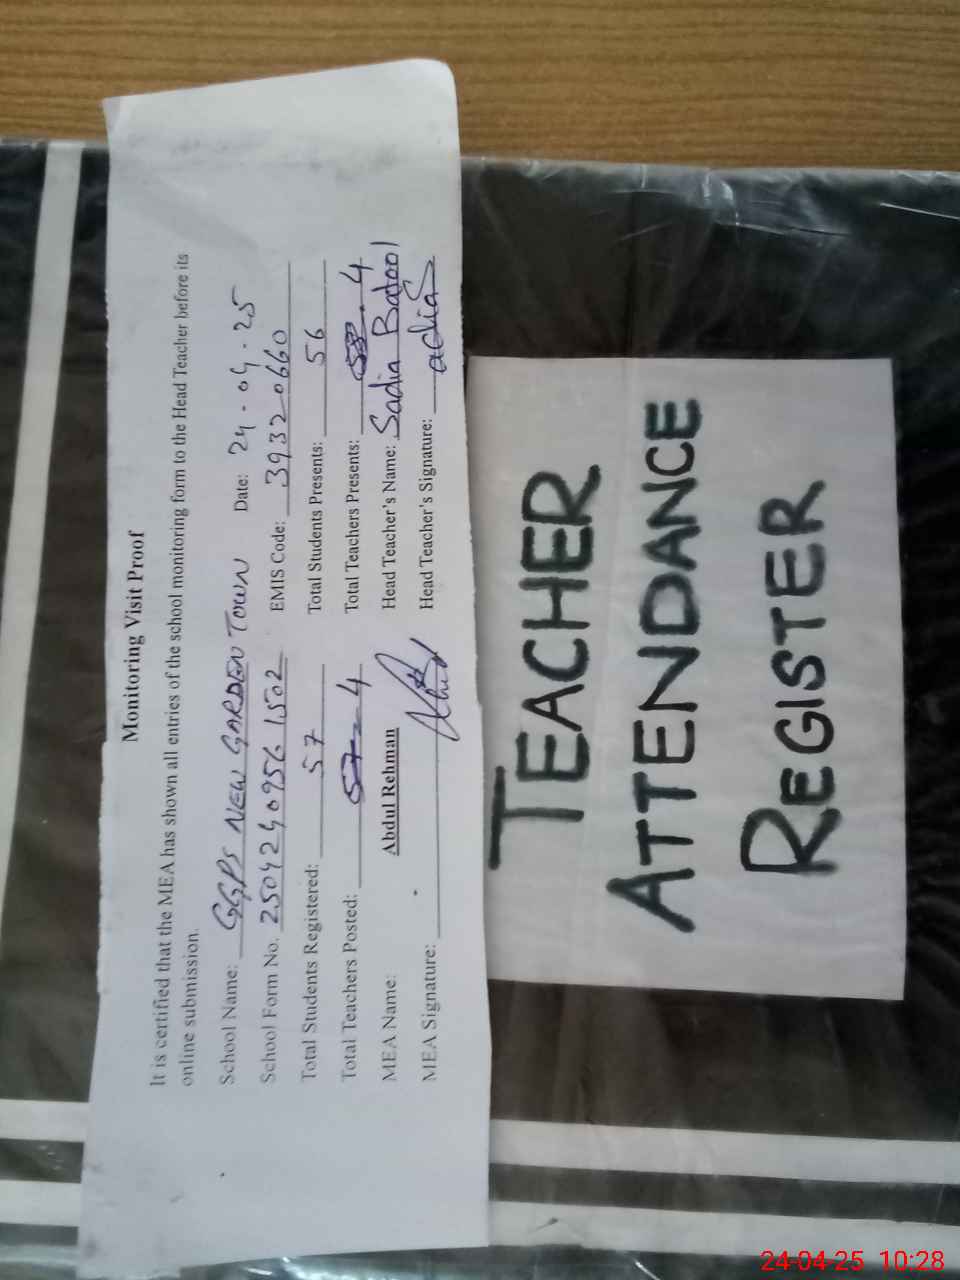 Monitoring Visit Proof
It is certified that the MEA has shown all entries of the school monitoring form to the Head Teacher before its
online submission.
School Name: GGPS NEW GARDEN TOWN Date: 24-04-25
School Form No. 25042409561502 EMIS Code: 39320660
Total Students Registered: 57 Total Students Presents: 56
Total Teachers Posted: 4 Total Teachers Presents: 4
MEA Name: Abdul Rehman Head Teacher's Name: Sadia Batool
MEA Signature: Head Teacher's Signature: adia
TEACHER
ATTENDANCE
REGISTER
24-04-25 10:28